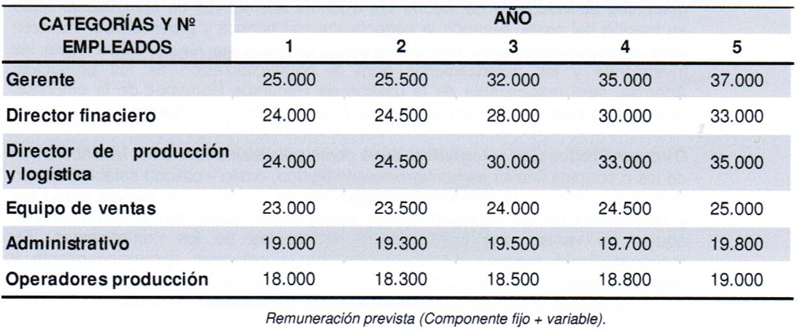 CATEGORÍAS Y Nº EMPLEADOS AÑO
1 2 3 4 5
Gerente 25.000 25.500 32.000 35.000 37.000
Director finaciero 24.000 24.500 28.000 30.000 33.000
Director de producción y logística 24.000 24.500 30.000 33.000 35.000
Equipo de ventas 23.000 23.500 24.000 24.500 25.000
Administrativo 19.000 19.300 19.500 19.700 19.800
Operadores producción 18.000 18.300 18.500 18.800 19.000
Remuneración prevista (Componente fijo + variable).